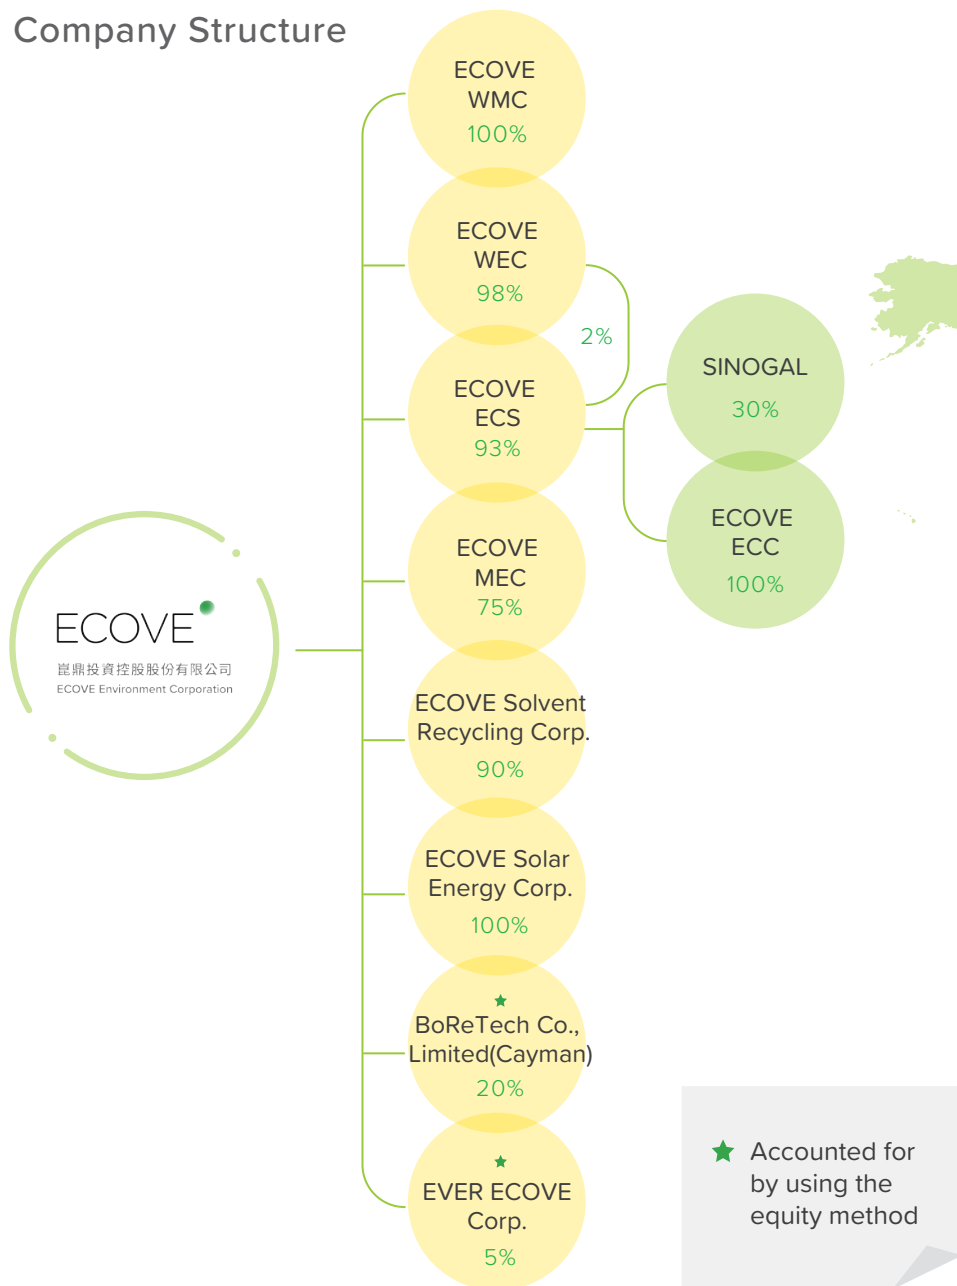 Company Structure
ECOVE
WMC
100%
ECOVE
WEC
98%
2%
ECOVE
ECS
93%
SINOGAL
30%
ECOVE
ECC
100%
ECOVE
MEC
75%
ECOVE
崑鼎投資控股股份有限公司
ECOVE Environment Corporation
ECOVE Solvent
Recycling Corp.
90%
ECOVE Solar
Energy Corp.
100%
★
BoReTech Co.,
Limited(Cayman)
20%
★
EVER ECOVE
Corp.
5%
★ Accounted for
by using the
equity method